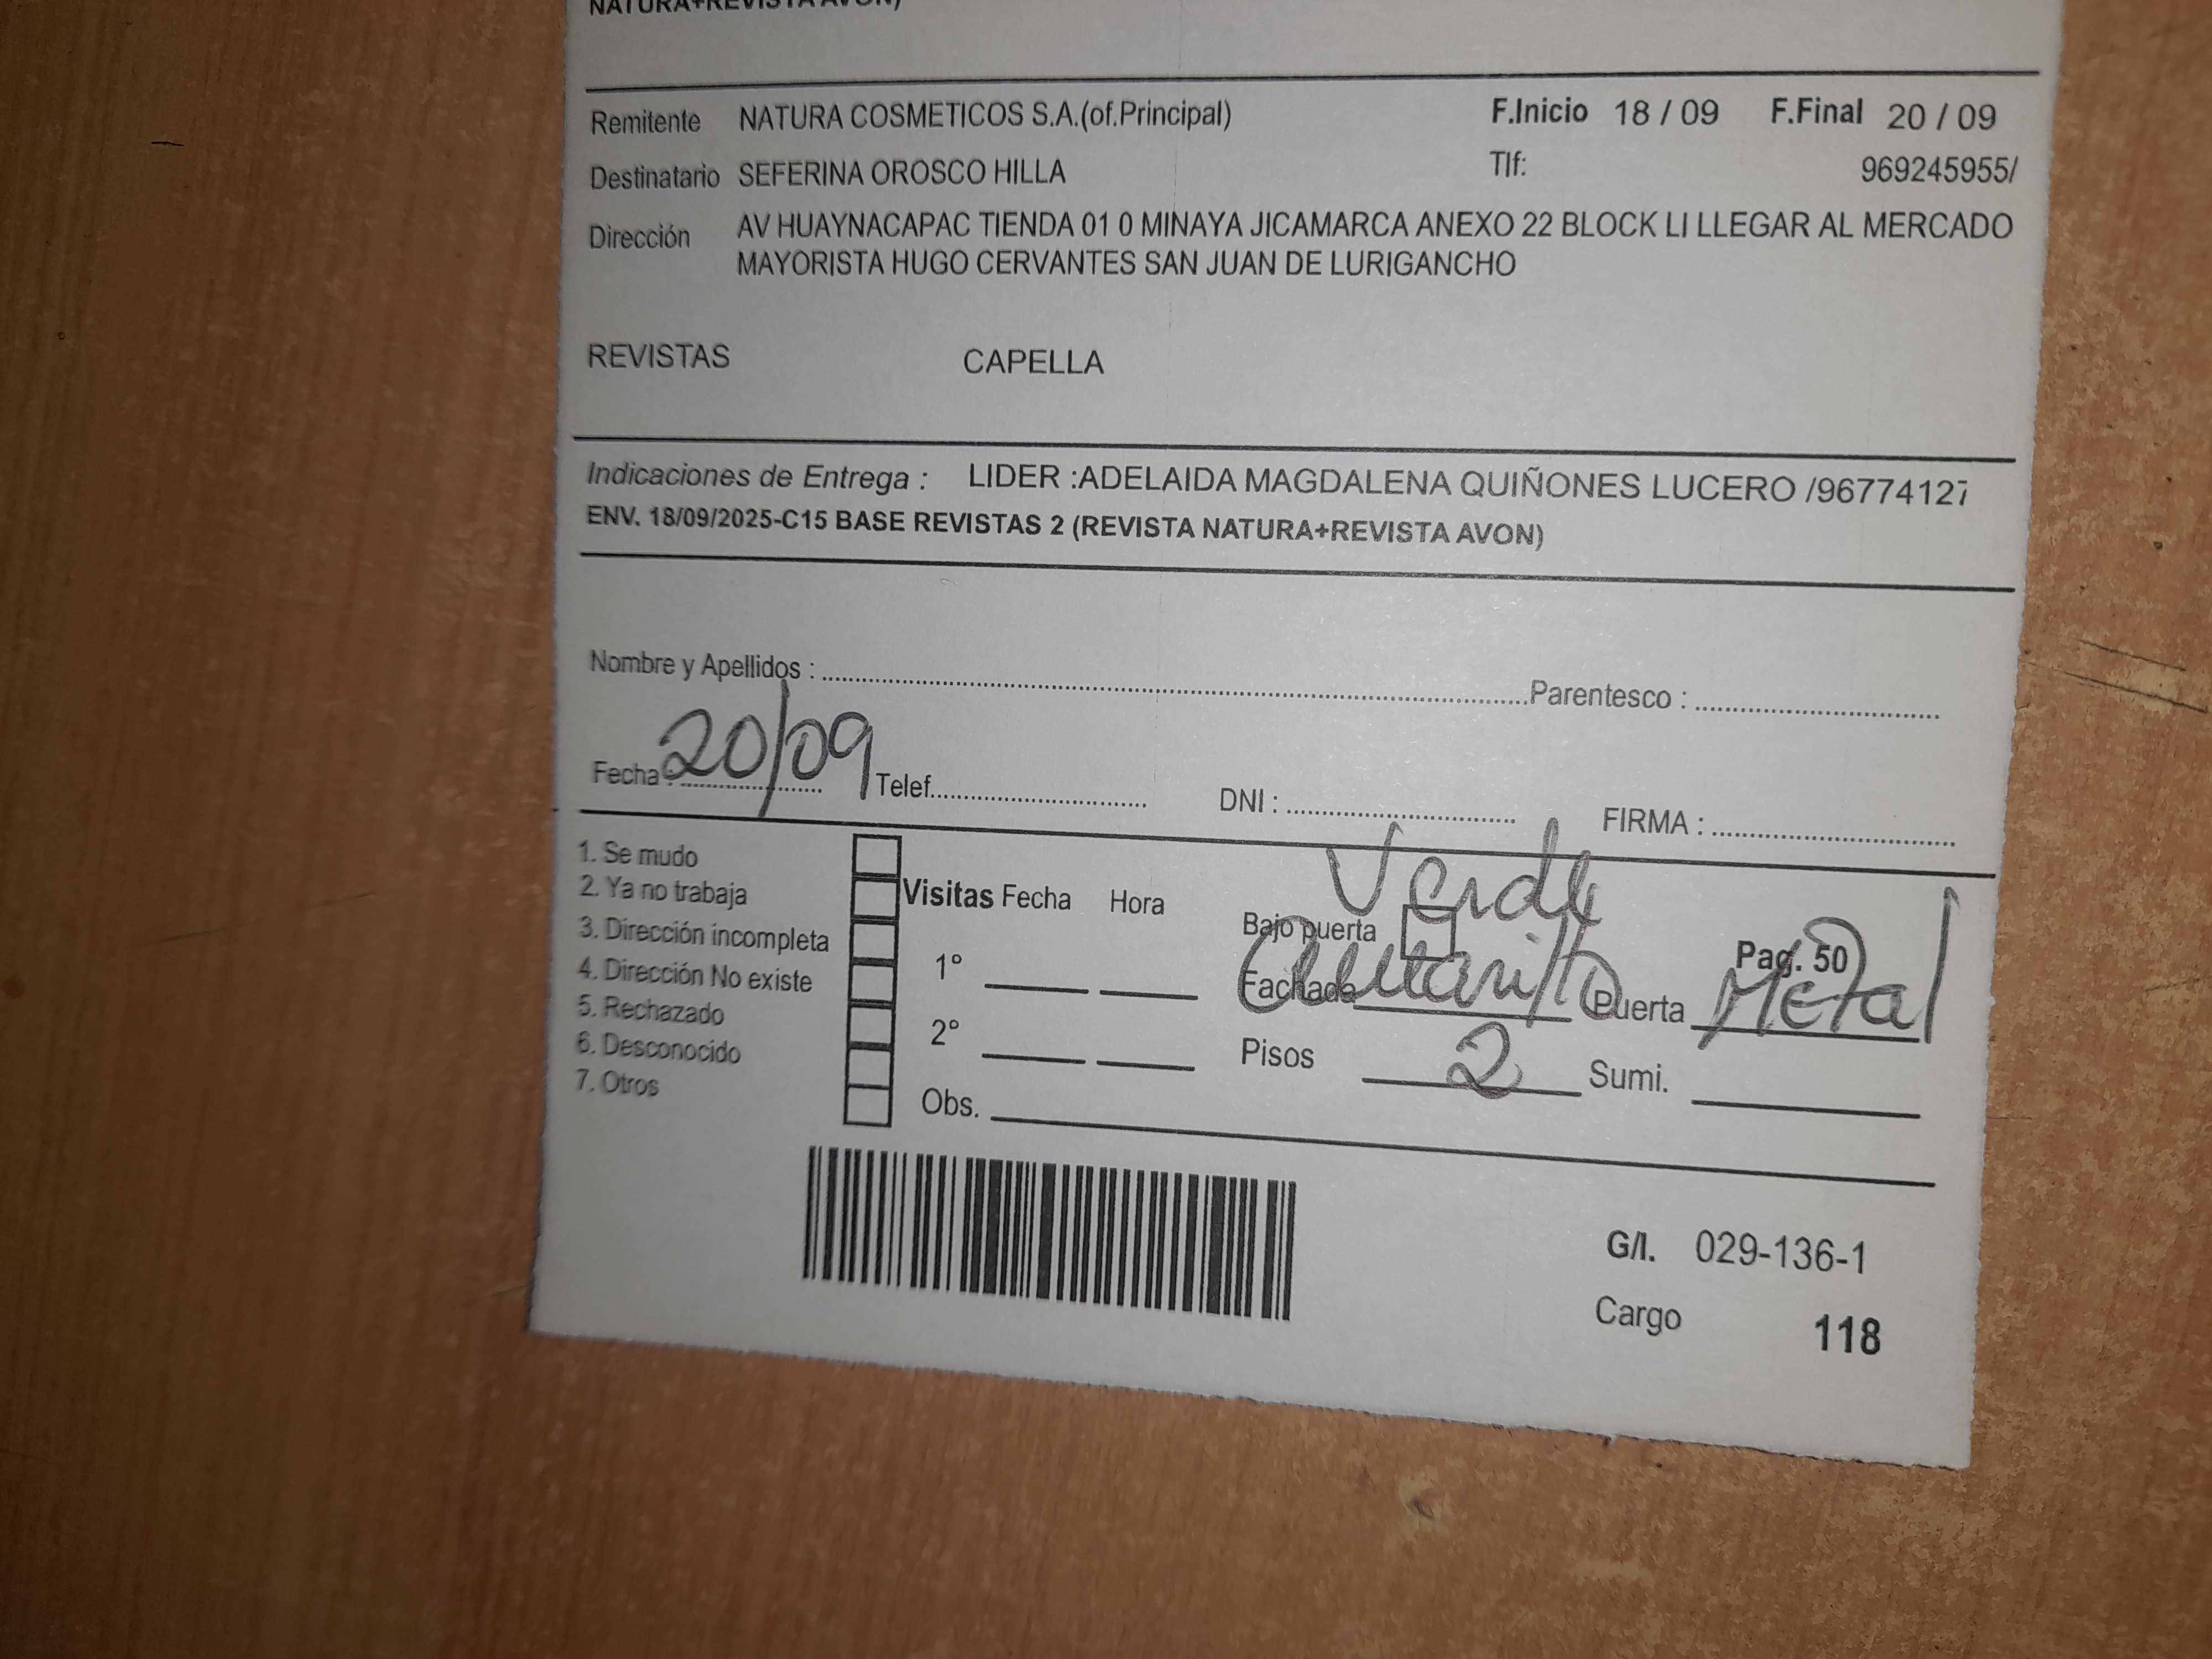 NATURA+REVISTA AVON)
Remitente NATURA COSMETICOS S.A.(of.Principal) F.Inicio 18 / 09 F.Final 20 / 09
Destinatario SEFERINA OROSCO HILLA Tlf: 969245955/
Dirección AV HUAYNACAPAC TIENDA 01 0 MINAYA JICAMARCA ANEXO 22 BLOCK LI LLEGAR AL MERCADO
MAYORISTA HUGO CERVANTES SAN JUAN DE LURIGANCHO
REVISTAS CAPELLA
Indicaciones de Entrega : LIDER :ADELAIDA MAGDALENA QUIÑONES LUCERO /96774127
ENV. 18/09/2025-C15 BASE REVISTAS 2 (REVISTA NATURA+REVISTA AVON)
Nombre y Apellidos : Parentesco :
Fecha : 20/09 Telef. DNI : FIRMA :
1. Se mudo
2. Ya no trabaja
3. Dirección incompleta
4. Dirección No existe
5. Rechazado
6. Desconocido
7. Otros
Visitas Fecha Hora
1°
2°
Obs.
Verde
Bajo puerta Pag. 50
Fachada Puerta Metal
Pisos 2 Sumi.
G/I. 029-136-1
Cargo 118